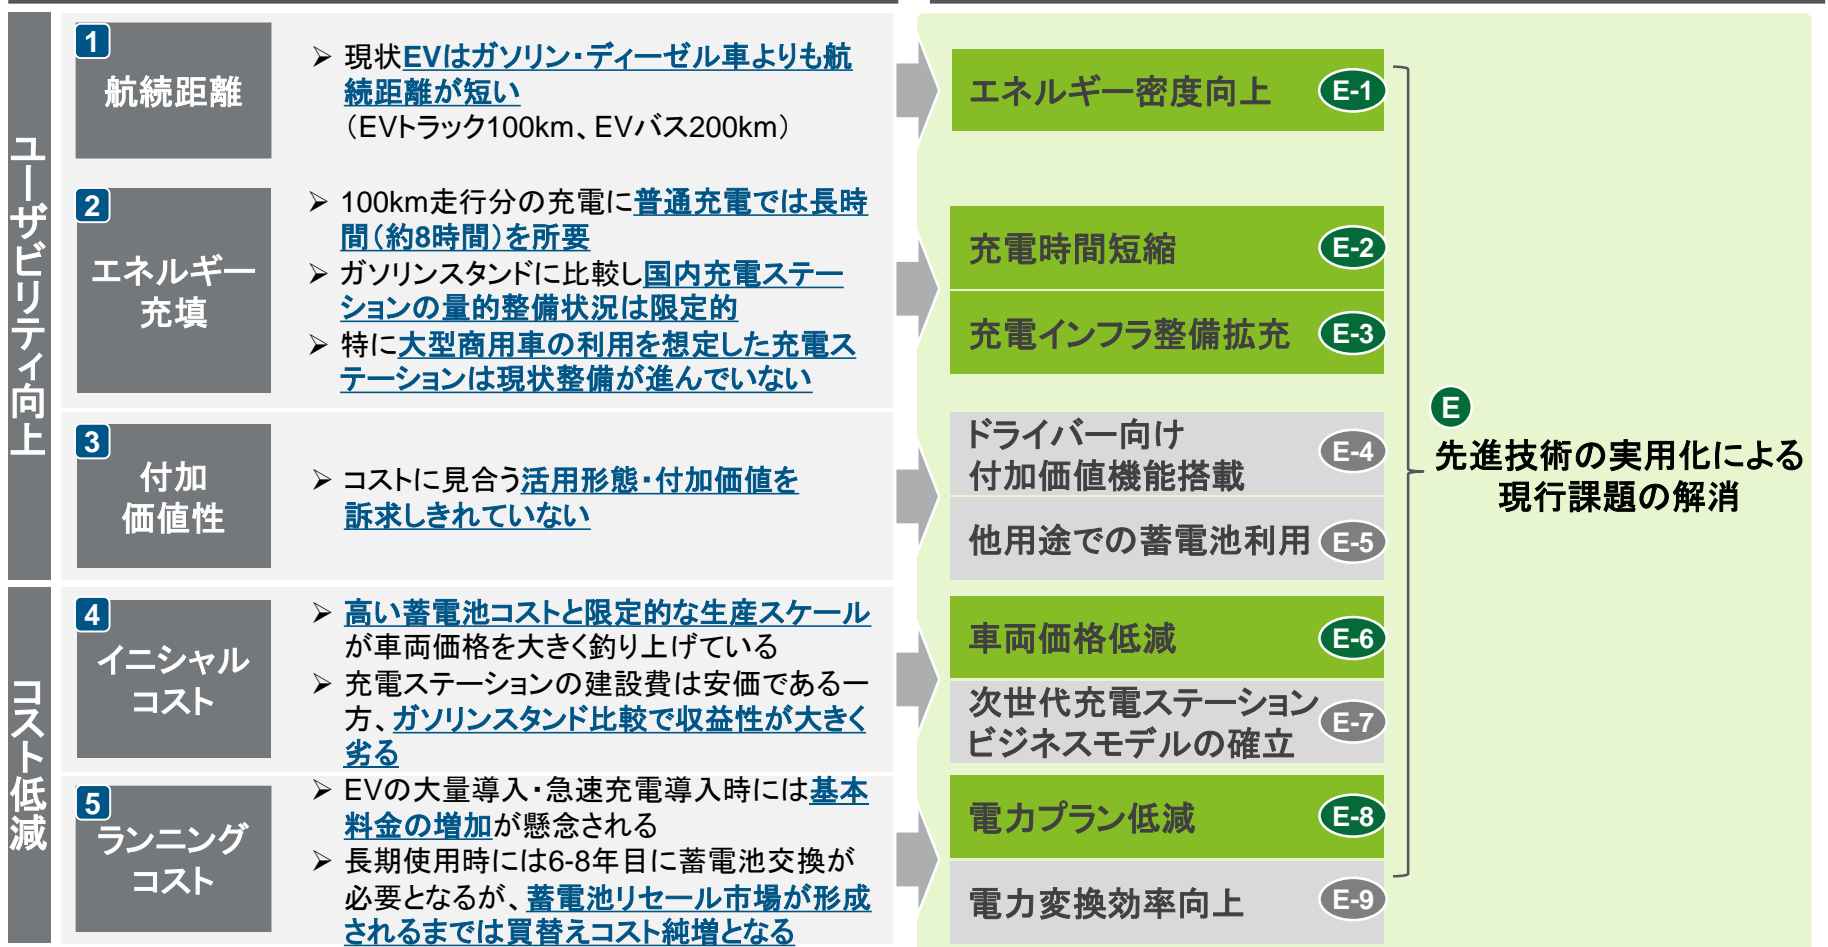 ユーザビリティ向上
1
航続距離
➢ 現状EVはガソリン・ディーゼル車よりも航
続距離が短い
（EVトラック100km、EVバス200km）
エネルギー密度向上
E-1
2
エネルギー
充填
➢ 100km走行分の充電に普通充電では長時
間（約8時間）を所要
➢ ガソリンスタンドに比較し国内充電ステー
ションの量的整備状況は限定的
➢ 特に大型商用車の利用を想定した充電ス
テーションは現状整備が進んでいない
充電時間短縮
E-2
充電インフラ整備拡充
E-3
3
付加
価値性
➢ コストに見合う活用形態・付加価値を
訴求しきれていない
ドライバー向け
付加価値機能搭載
E-4
他用途での蓄電池利用
E-5
コスト低減
4
イニシャル
コスト
➢ 高い蓄電池コストと限定的な生産スケール
が車両価格を大きく釣り上げている
➢ 充電ステーションの建設費は安価である一
方、ガソリンスタンド比較で収益性が大きく
劣る
車両価格低減
E-6
次世代充電ステーション
ビジネスモデルの確立
E-7
5
ランニング
コスト
➢ EVの大量導入・急速充電導入時には基本
料金の増加が懸念される
➢ 長期使用時には6-8年目に蓄電池交換が
必要となるが、蓄電池リセール市場が形成
されるまでは買替えコスト純増となる
電力プラン低減
E-8
電力変換効率向上
E-9
E
先進技術の実用化による
現行課題の解消